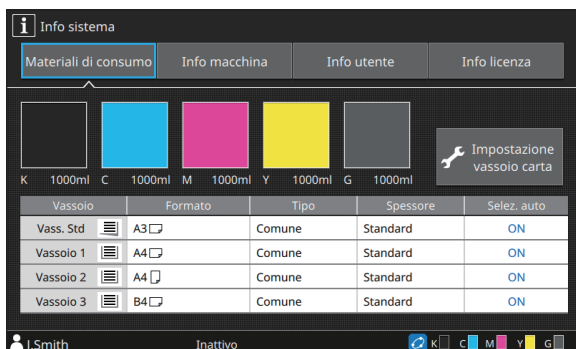 Info sistema
Materiali di consumo Info macchina Info utente Info licenza
K 1000ml C 1000ml M 1000ml Y 1000ml G 1000ml
Impostazione
vassoio carta
Vassoio Formato Tipo Spessore Selez. auto
Vass. Std A3 Comune Standard ON
Vassoio 1 A4 Comune Standard ON
Vassoio 2 A4 Comune Standard ON
Vassoio 3 B4 Comune Standard ON
J.Smith Inattivo K C M Y G